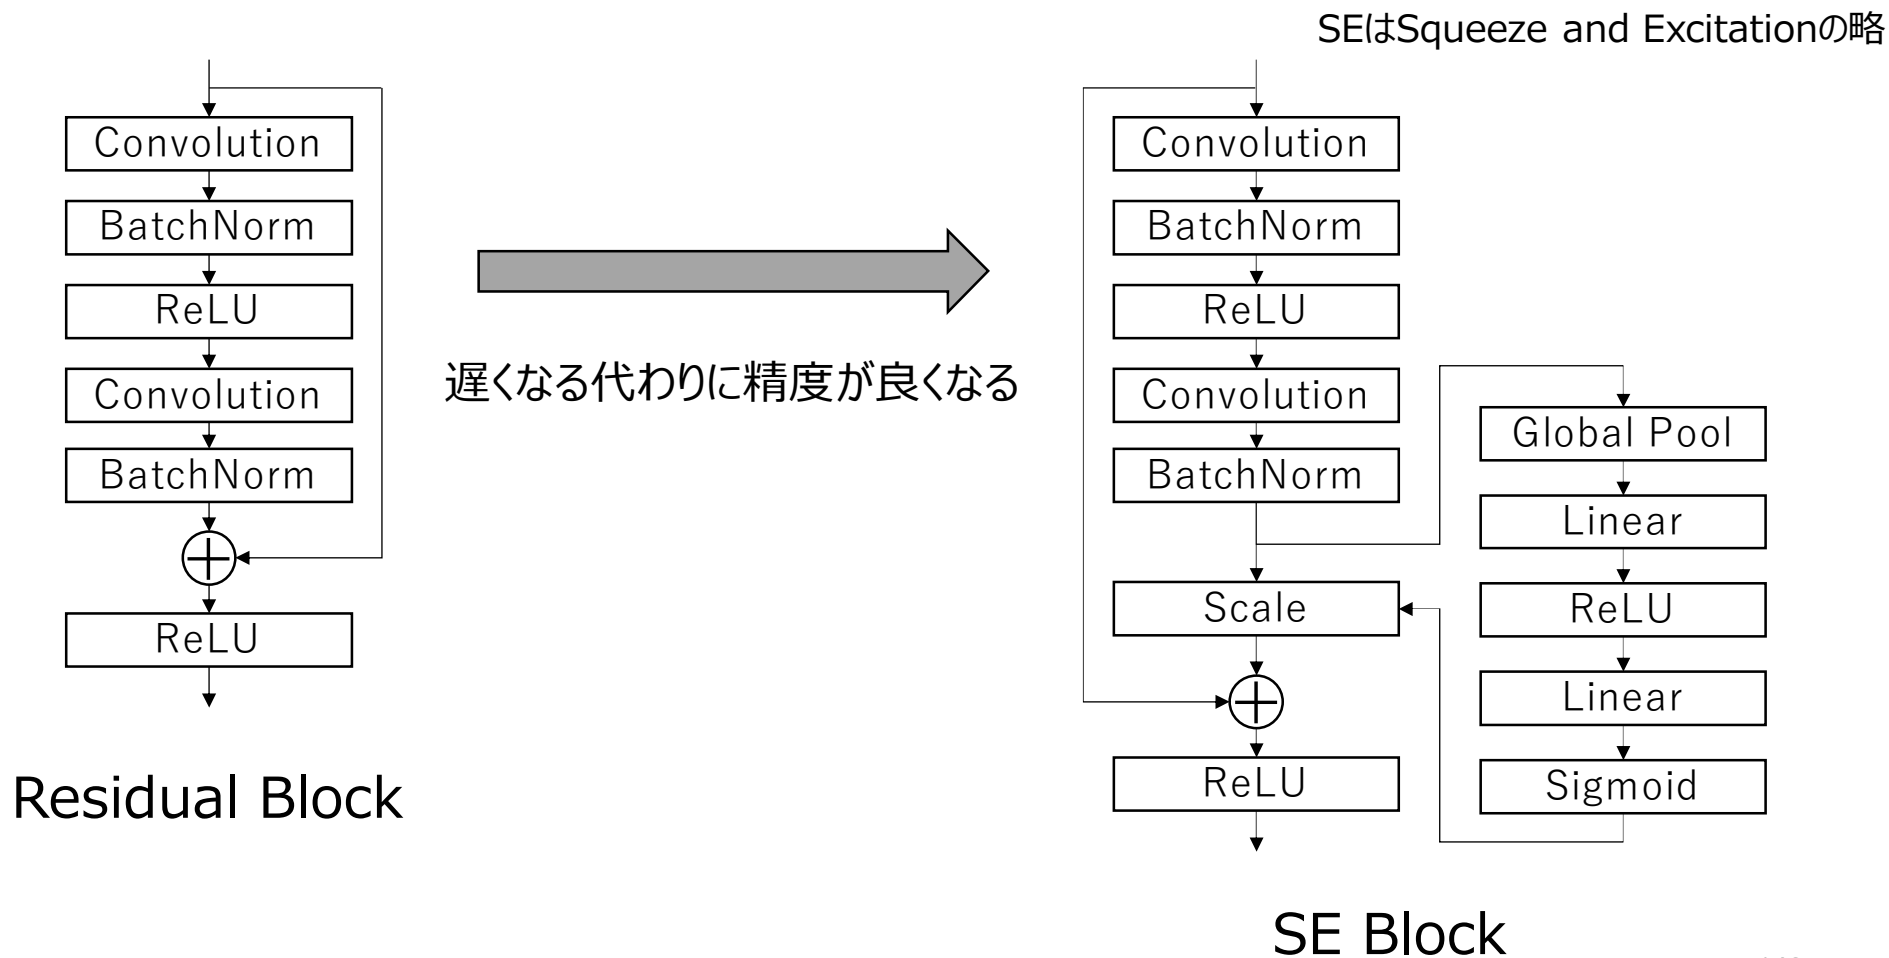 SEはSqueeze and Excitationの略
Convolution
BatchNorm
ReLU
Convolution
BatchNorm
ReLU
Residual Block
遅くなる代わりに精度が良くなる
Convolution
BatchNorm
ReLU
Convolution
BatchNorm
Scale
ReLU
Global Pool
Linear
ReLU
Linear
Sigmoid
SE Block